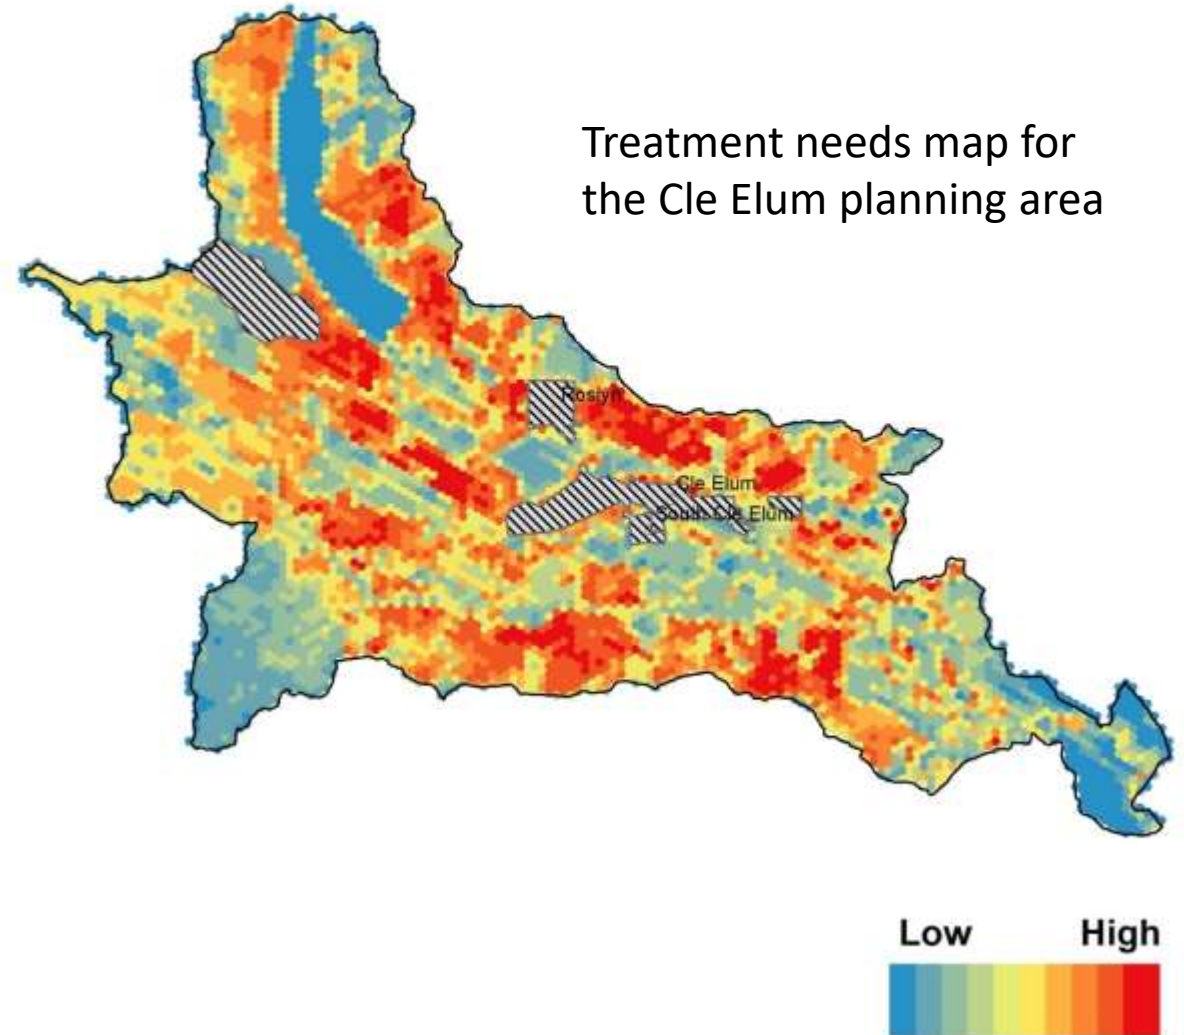 Treatment needs map for
the Cle Elum planning area
Roslyn
Cle Elum
South Cle Elum
Low High